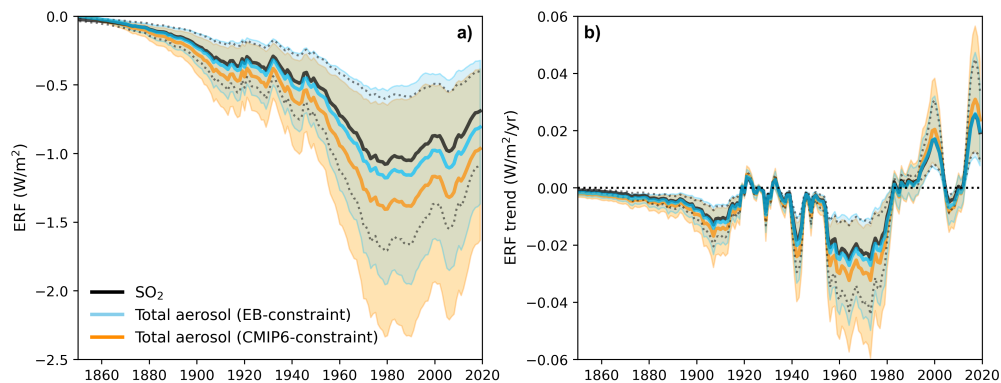 a)
0.0
−0.5
−1.0
−1.5
−2.0
−2.5
ERF (W/m²)
SO₂
Total aerosol (EB-constraint)
Total aerosol (CMIP6-constraint)
1860 1880 1900 1920 1940 1960 1980 2000 2020
b)
0.06
0.04
0.02
0.00
−0.02
−0.04
−0.06
ERF trend (W/m²/yr)
1860 1880 1900 1920 1940 1960 1980 2000 2020